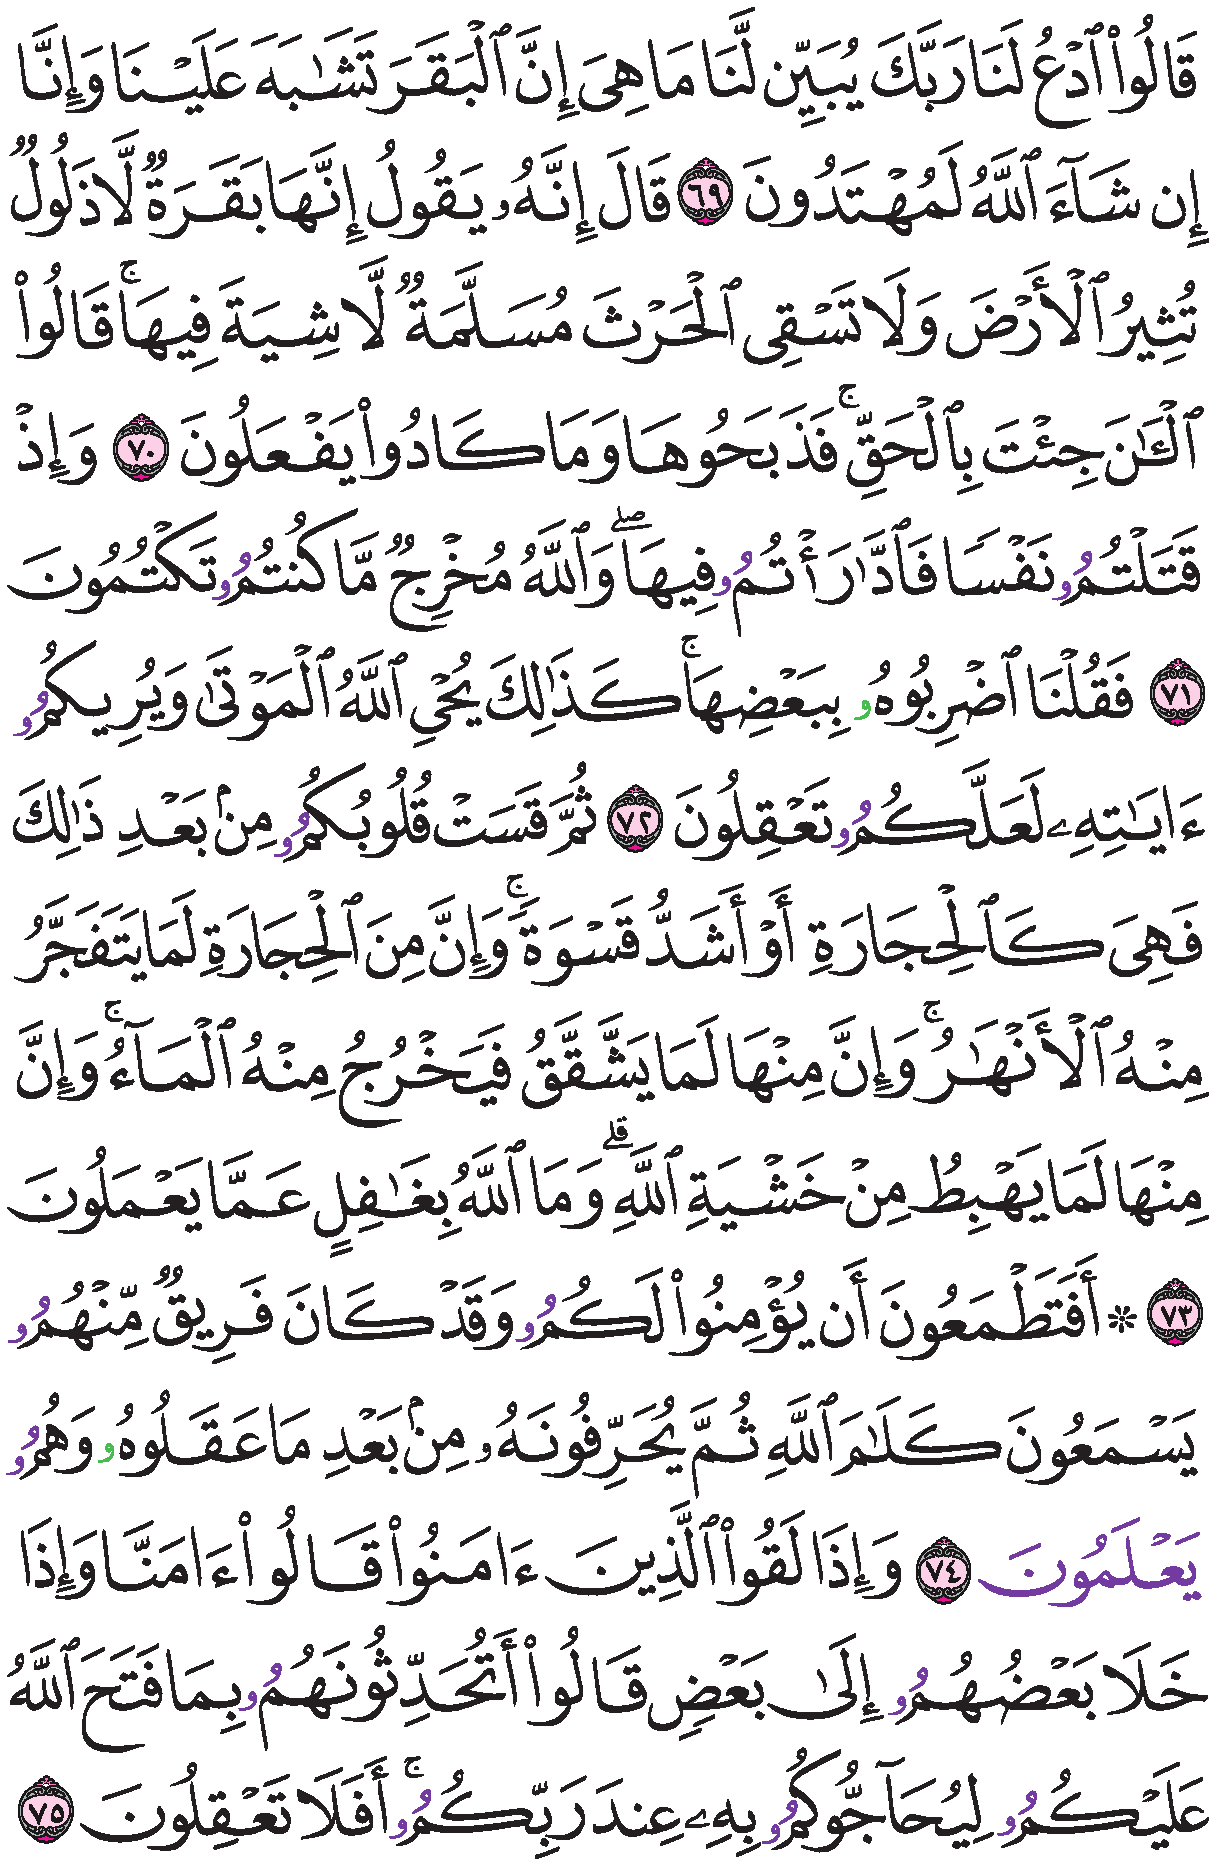 قَالُوا۟ ٱدْعُ لَنَا رَبَّكَ يُبَيِّن لَّنَا مَا هِىَ إِنَّ ٱلْبَقَرَ تَشَٰبَهَ عَلَيْنَا وَإِنَّا
إِن شَآءَ ٱللَّهُ لَمُهْتَدُونَ ٦٩ قَالَ إِنَّهُۥ يَقُولُ إِنَّهَا بَقَرَةٌ لَّا ذَلُولٌ
تُثِيرُ ٱلْأَرْضَ وَلَا تَسْقِى ٱلْحَرْثَ مُسَلَّمَةٌ لَّا شِيَةَ فِيهَا ۚ قَالُوا۟
ٱلْـَٰٔنَ جِئْتَ بِٱلْحَقِّ ۚ فَذَبَحُوهَا وَمَا كَادُوا۟ يَفْعَلُونَ ٧٠ وَإِذْ
قَتَلْتُمُۥ نَفْسًا فَٱدَّٰرَْٰٔتُمُۥ فِيهَا ۖ وَٱللَّهُ مُخْرِجٌ مَّا كُنتُمُۥ تَكْتُمُونَ
٧١ فَقُلْنَا ٱضْرِبُوهُۥ بِبَعْضِهَا ۚ كَذَٰلِكَ يُحْىِ ٱللَّهُ ٱلْمَوْتَىٰ وَيُرِيكُمُۥ
ءَايَٰتِهِۦ لَعَلَّكُمُۥ تَعْقِلُونَ ٧٢ ثُمَّ قَسَتْ قُلُوبُكُمُۥ مِنۢ بَعْدِ ذَٰلِكَ
فَهِىَ كَٱلْحِجَارَةِ أَوْ أَشَدُّ قَسْوَةً ۚ وَإِنَّ مِنَ ٱلْحِجَارَةِ لَمَا يَتَفَجَّرُ
مِنْهُ ٱلْأَنْهَٰرُ ۚ وَإِنَّ مِنْهَا لَمَا يَشَّقَّقُ فَيَخْرُجُ مِنْهُ ٱلْمَآءُ ۚ وَإِنَّ
مِنْهَا لَمَا يَهْبِطُ مِنْ خَشْيَةِ ٱللَّهِ ۗ وَمَا ٱللَّهُ بِغَٰفِلٍ عَمَّا يَعْمَلُونَ
٧٣ ۞ أَفَتَطْمَعُونَ أَن يُؤْمِنُوا۟ لَكُمُۥ وَقَدْ كَانَ فَرِيقٌ مِّنْهُمُۥ
يَسْمَعُونَ كَلَٰمَ ٱللَّهِ ثُمَّ يُحَرِّفُونَهُۥ مِنۢ بَعْدِ مَا عَقَلُوهُۥ وَهُمُۥ
يَعْلَمُونَ ٧٤ وَإِذَا لَقُوا۟ ٱلَّذِينَ ءَامَنُوا۟ قَالُوا۟ ءَامَنَّا وَإِذَا
خَلَا بَعْضُهُمُۥ إِلَىٰ بَعْضٍ قَالُوا۟ أَتُحَدِّثُونَهُمُۥ بِمَا فَتَحَ ٱللَّهُ
عَلَيْكُمُۥ لِيُحَآجُّوكُمُۥ بِهِۦ عِندَ رَبِّكُمُۥ ۚ أَفَلَا تَعْقِلُونَ ٧٥